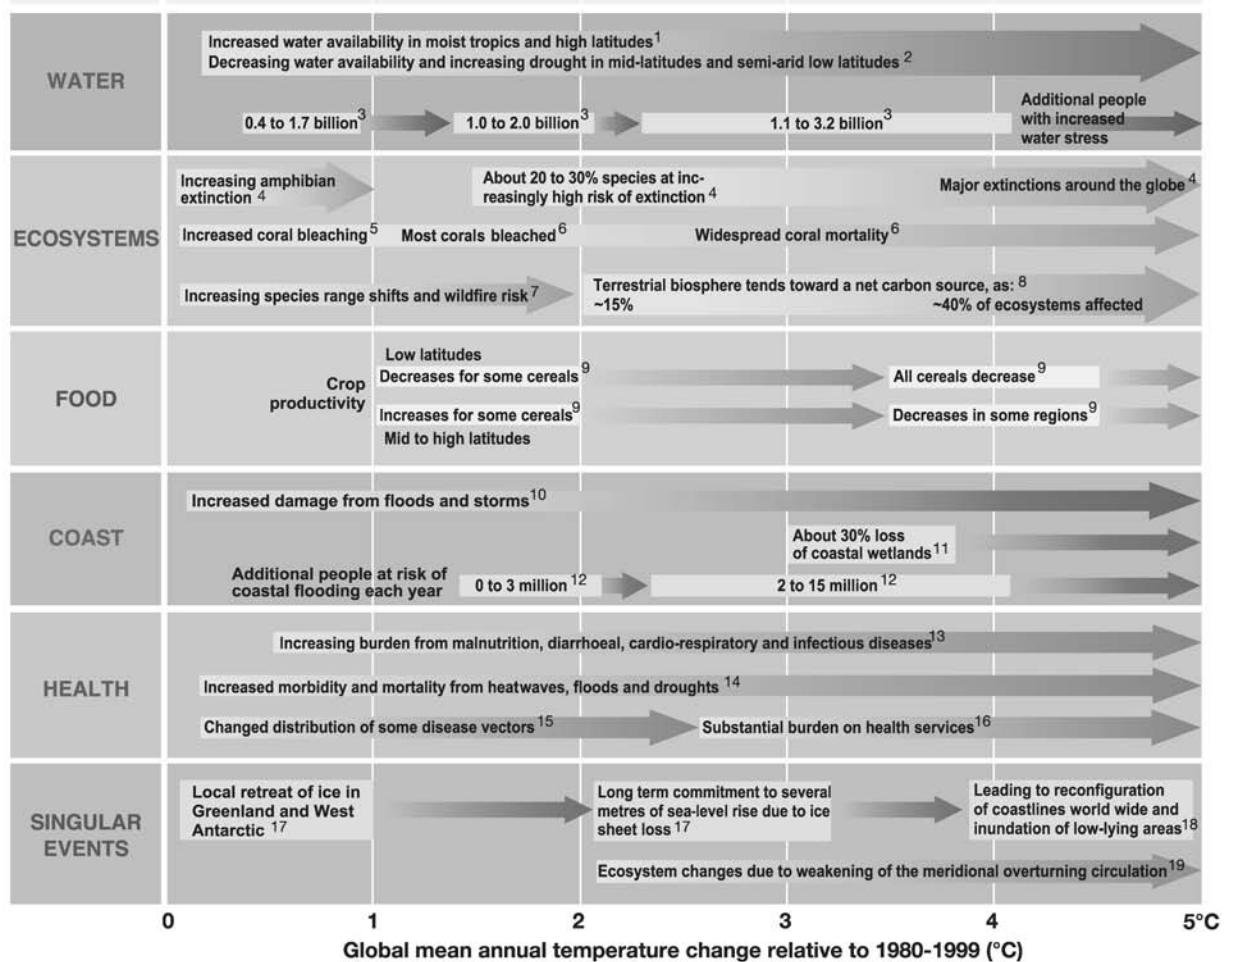 WATER
Increased water availability in moist tropics and high latitudes1
Decreasing water availability and increasing drought in mid-latitudes and semi-arid low latitudes 2
0.4 to 1.7 billion3
1.0 to 2.0 billion3
1.1 to 3.2 billion3
Additional people
with increased
water stress
ECOSYSTEMS
Increasing amphibian
extinction 4
About 20 to 30% species at inc-
reasingly high risk of extinction 4
Major extinctions around the globe 4
Increased coral bleaching5
Most corals bleached6
Widespread coral mortality6
Increasing species range shifts and wildfire risk7
Terrestrial biosphere tends toward a net carbon source, as: 8
~15%
~40% of ecosystems affected
FOOD
Crop
productivity
Low latitudes
Decreases for some cereals9
All cereals decrease9
Increases for some cereals9
Decreases in some regions9
Mid to high latitudes
COAST
Increased damage from floods and storms10
About 30% loss
of coastal wetlands11
Additional people at risk of
coastal flooding each year
0 to 3 million12
2 to 15 million12
HEALTH
Increasing burden from malnutrition, diarrhoeal, cardio-respiratory and infectious diseases13
Increased morbidity and mortality from heatwaves, floods and droughts 14
Changed distribution of some disease vectors15
Substantial burden on health services16
SINGULAR
EVENTS
Local retreat of ice in
Greenland and West
Antarctic 17
Long term commitment to several
metres of sea-level rise due to ice
sheet loss17
Leading to reconfiguration
of coastlines world wide and
inundation of low-lying areas18
Ecosystem changes due to weakening of the meridional overturning circulation19
0 1 2 3 4 5°C
Global mean annual temperature change relative to 1980-1999 (°C)